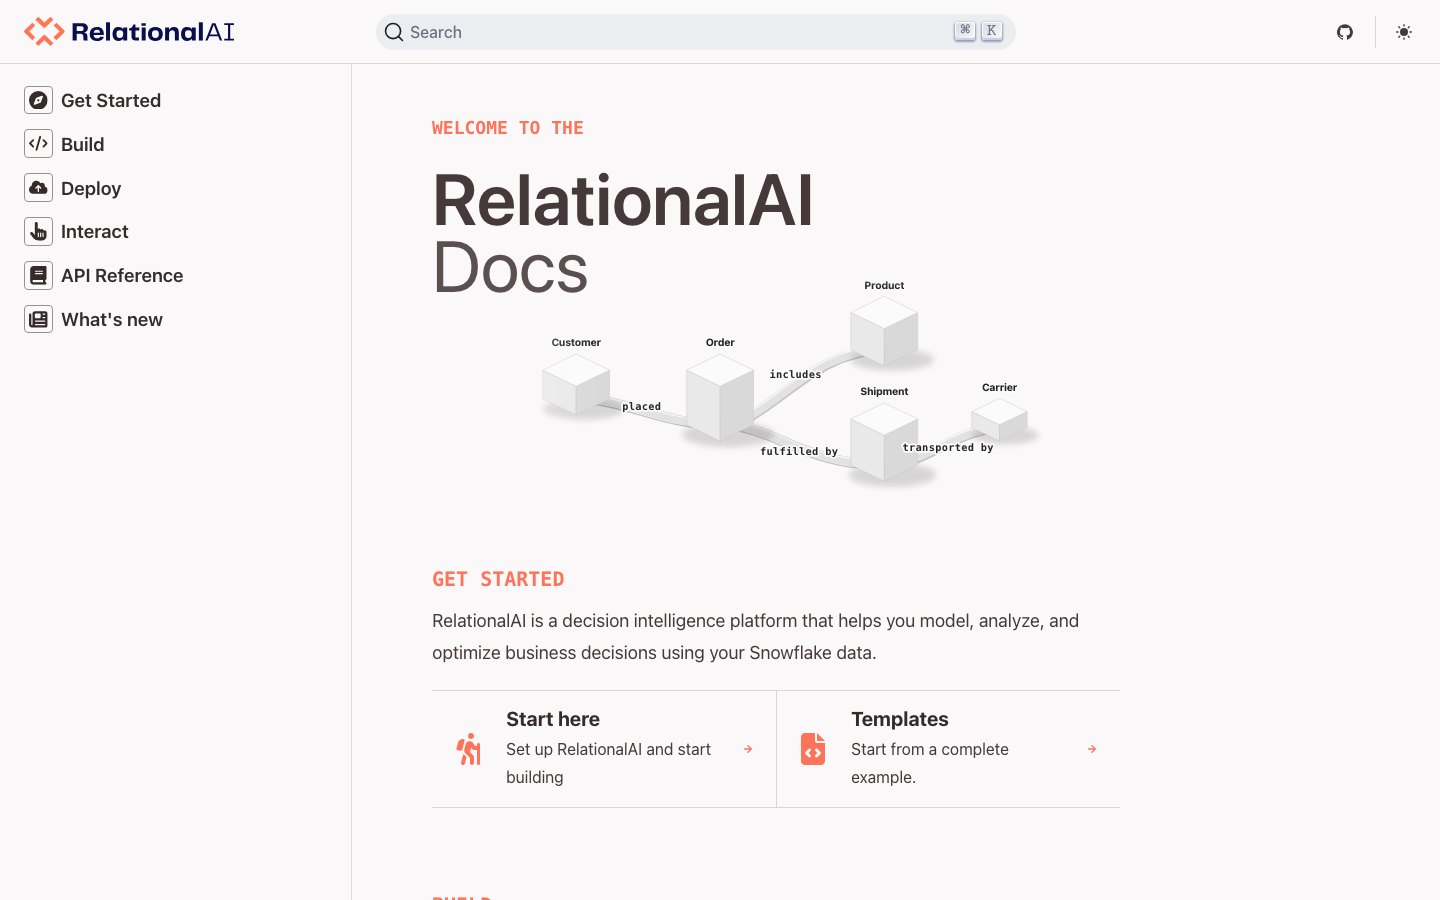 RelationalAI
Search
⌘ K
Get Started
Build
Deploy
Interact
API Reference
What's new
WELCOME TO THE
RelationalAI
Docs
Product
Customer
Order
includes
Shipment
Carrier
placed
fulfilled by
transported by
GET STARTED
RelationalAI is a decision intelligence platform that helps you model, analyze, and
optimize business decisions using your Snowflake data.
Start here
Set up RelationalAI and start
building
Templates
Start from a complete
example.
BUILD